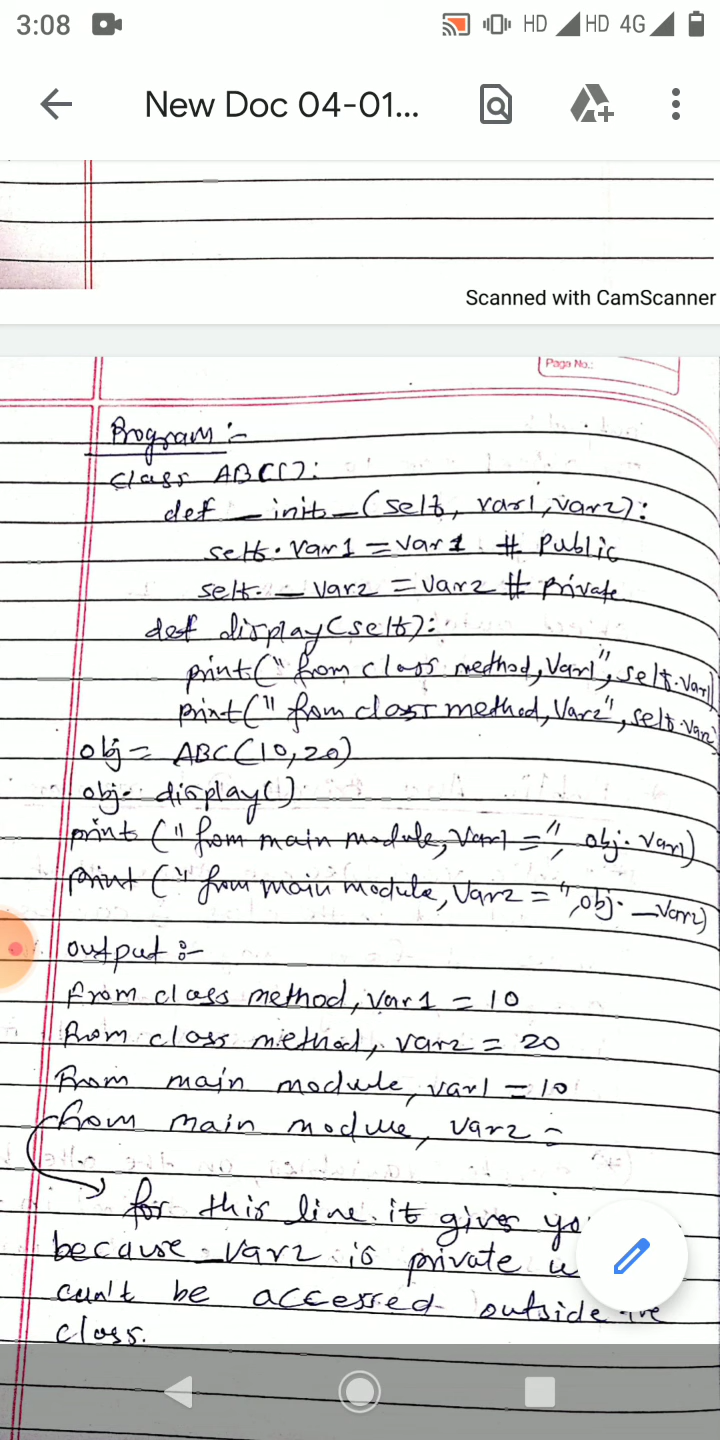 3:08 HD HD 4G
New Doc 04-01...
Scanned with CamScanner
Page No.:
Program :-
class ABC():
def _init_(self, var1, var2):
self.var1 = var1 # Public
self._var2 = var2 # Private
def display(self):
print("from class method, Var1", self.var1
print("from class method, Var2", self.var2
obj = ABC(10,20)
obj. display()
print ("from main module, Var1 =", obj.var1)
print ("from main module, Var2 =", obj._var2)
output :-
From class method, var1 = 10
From class method, var2 = 20
From main module, var1 = 10
From main module, var2 =
for this line it gives
because _var2 is private
can't be accessed outside
class.